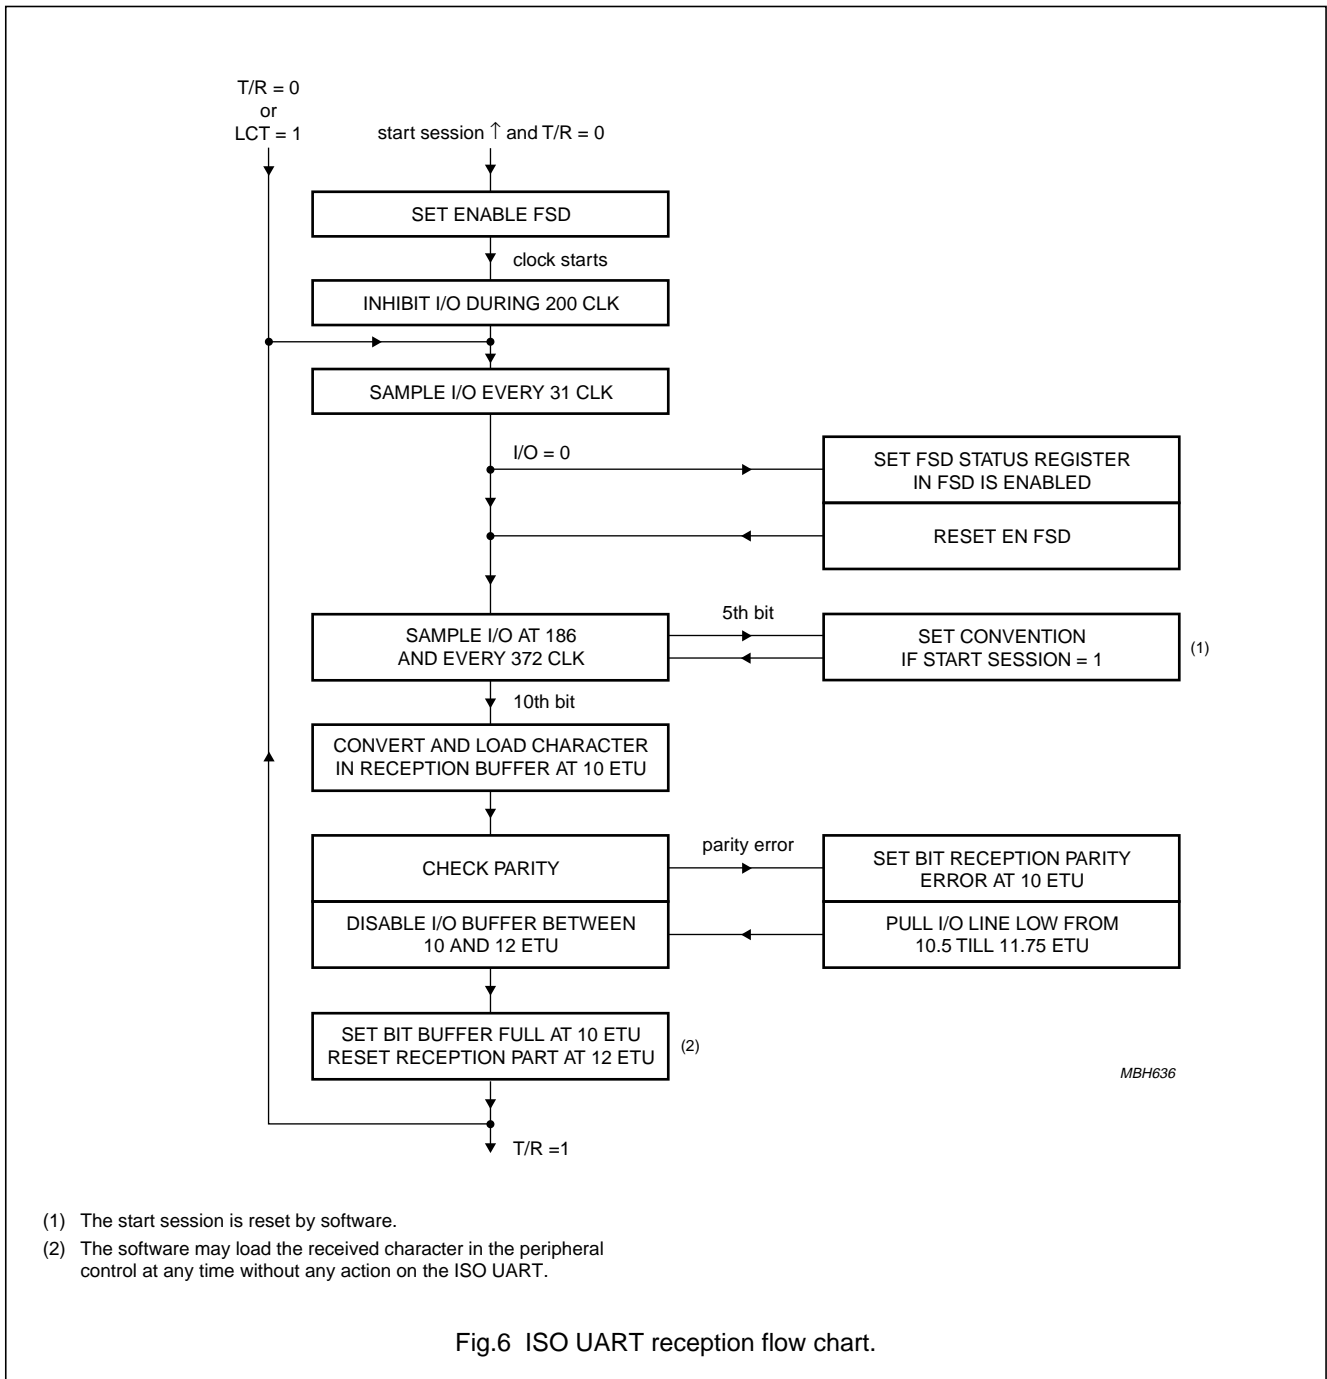 T/R = 0
or
LCT = 1
start session ↑ and T/R = 0
SET ENABLE FSD
clock starts
INHIBIT I/O DURING 200 CLK
SAMPLE I/O EVERY 31 CLK
I/O = 0
SET FSD STATUS REGISTER
IN FSD IS ENABLED
RESET EN FSD
SAMPLE I/O AT 186
AND EVERY 372 CLK
5th bit
SET CONVENTION
IF START SESSION = 1
(1)
10th bit
CONVERT AND LOAD CHARACTER
IN RECEPTION BUFFER AT 10 ETU
CHECK PARITY
parity error
SET BIT RECEPTION PARITY
ERROR AT 10 ETU
DISABLE I/O BUFFER BETWEEN
10 AND 12 ETU
PULL I/O LINE LOW FROM
10.5 TILL 11.75 ETU
SET BIT BUFFER FULL AT 10 ETU
RESET RECEPTION PART AT 12 ETU
(2)
MBH636
T/R =1
(1) The start session is reset by software.
(2) The software may load the received character in the peripheral
control at any time without any action on the ISO UART.
Fig.6 ISO UART reception flow chart.